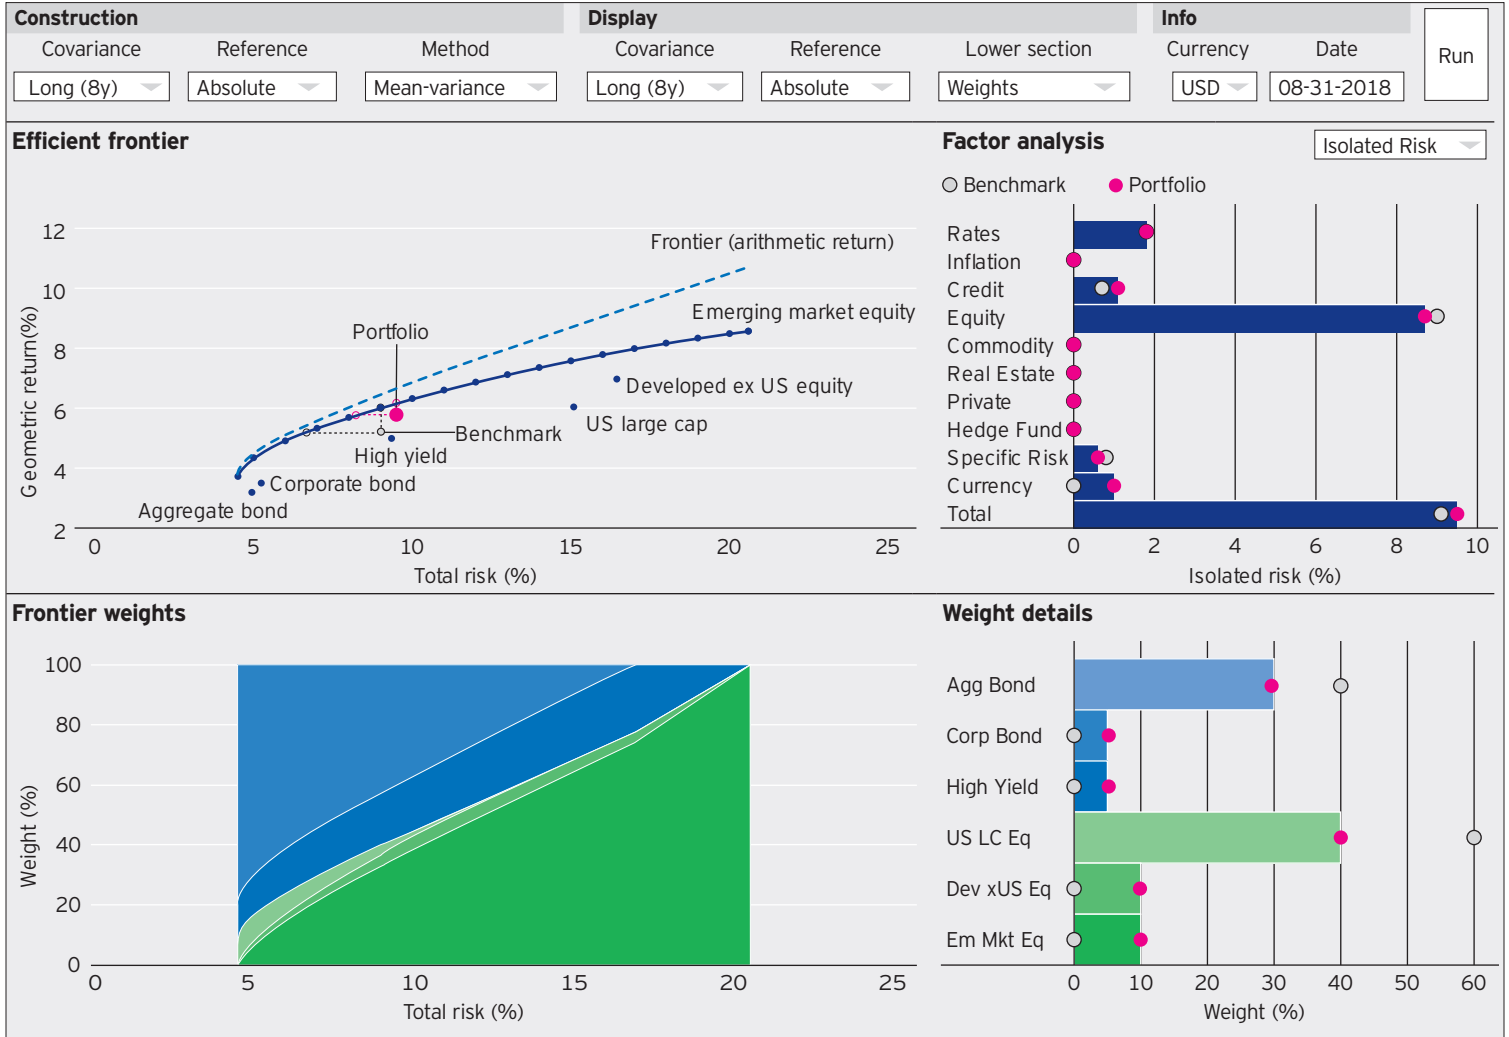 Construction
Display
Info
Covariance
Reference
Method
Covariance
Reference
Lower section
Currency
Date
Run
Long (8y)
Absolute
Mean-variance
Long (8y)
Absolute
Weights
USD
08-31-2018
Efficient frontier
Geometric return(%)
12
10
8
6
4
2
Frontier (arithmetic return)
Emerging market equity
Portfolio
Developed ex US equity
US large cap
Benchmark
High yield
Corporate bond
Aggregate bond
0 5 10 15 20 25
Total risk (%)
Factor analysis
Isolated Risk
Benchmark
Portfolio
Rates
Inflation
Credit
Equity
Commodity
Real Estate
Private
Hedge Fund
Specific Risk
Currency
Total
0 2 4 6 8 10
Isolated risk (%)
Frontier weights
Weight (%)
100
80
60
40
20
0
0 5 10 15 20 25
Total risk (%)
Weight details
Agg Bond
Corp Bond
High Yield
US LC Eq
Dev xUS Eq
Em Mkt Eq
0 10 20 30 40 50 60
Weight (%)